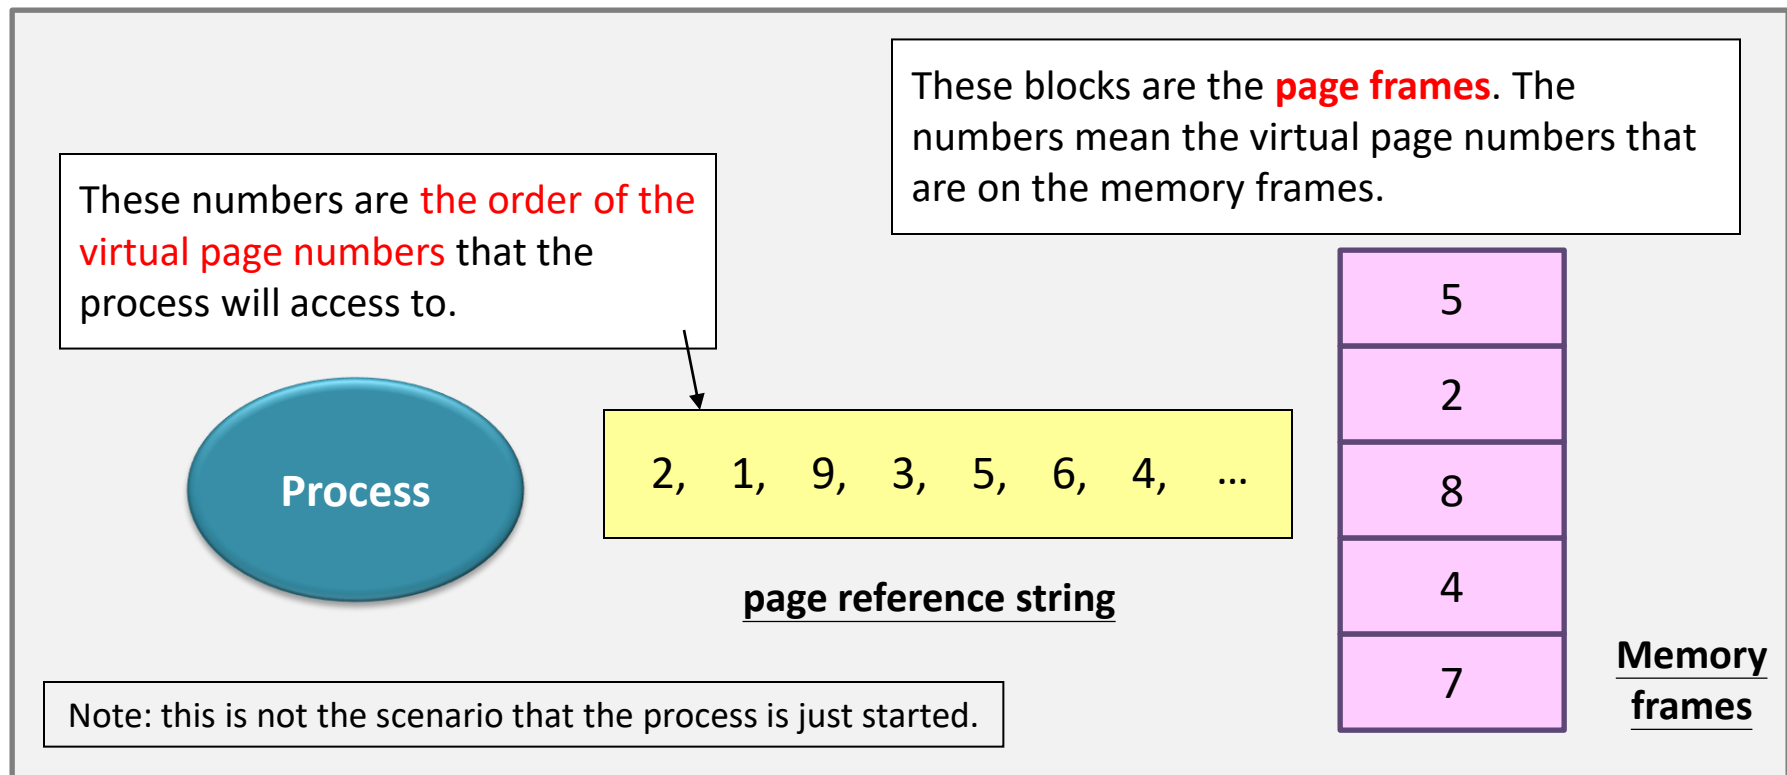 These blocks are the page frames. The
numbers mean the virtual page numbers that
are on the memory frames.
These numbers are the order of the
virtual page numbers that the
process will access to.
Process
2, 1, 9, 3, 5, 6, 4, ...
page reference string
5
2
8
4
7
Memory
frames
Note: this is not the scenario that the process is just started.